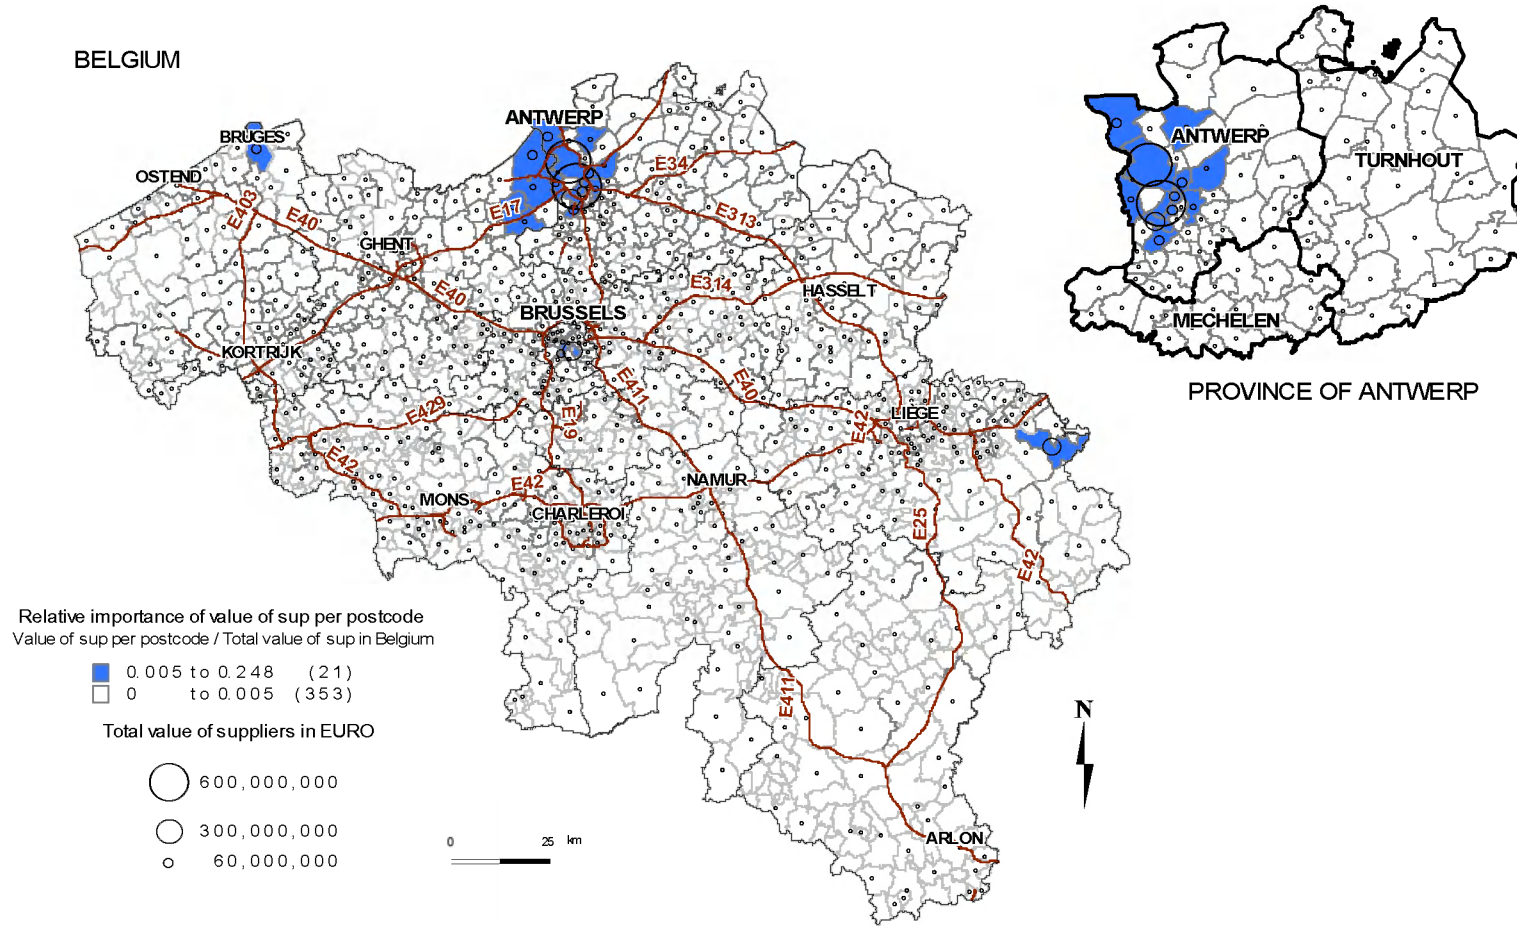 BELGIUM
ANTWERP
BRUGES
OSTEND
E403
E40
E17
E34
E313
GHENT
E40
E314
HASSELT
BRUSSELS
KORTRIJK
E429
E19
E411
E40
LIEGE
E42
E42
MONS
E42
CHARLEROI
NAMUR
E25
E42
E411
ARLON
ANTWERP
TURNHOUT
MECHELEN
PROVINCE OF ANTWERP
Relative importance of value of sup per postcode
Value of sup per postcode / Total value of sup in Belgium
0.005 to 0.248 (21)
0 to 0.005 (353)
Total value of suppliers in EURO
600,000,000
300,000,000
60,000,000
0 25 km
N